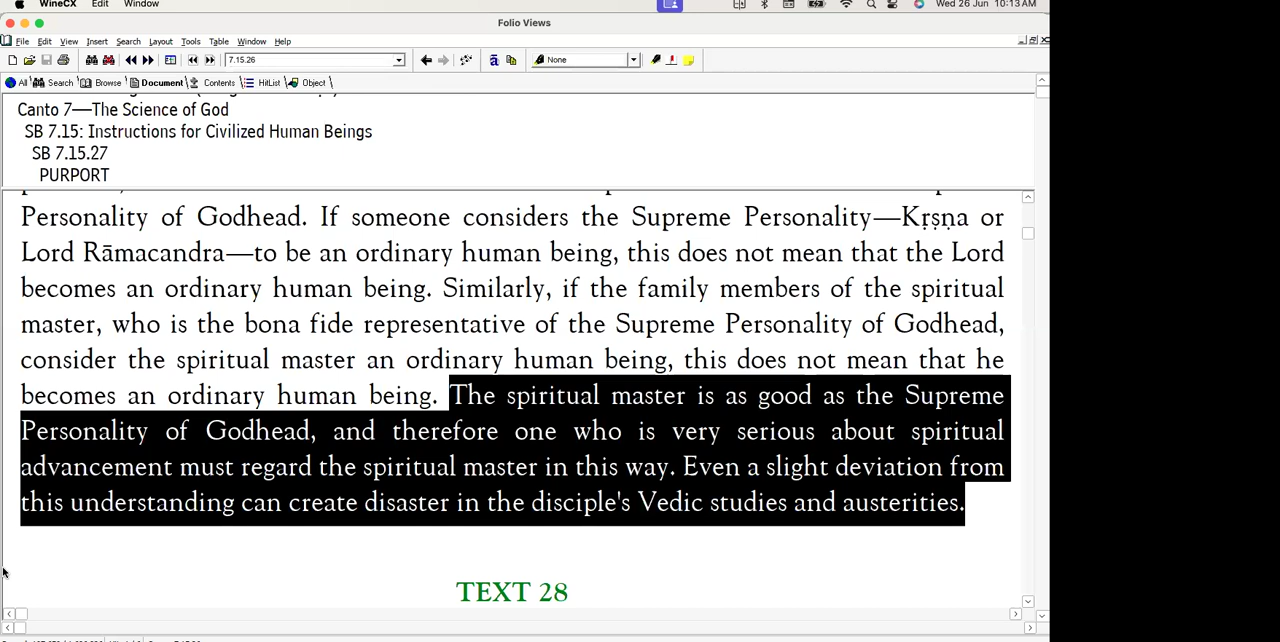 WineCX Edit Window Wed 26 Jun 10:13 AM
Folio Views
File Edit View Insert Search Layout Tools Table Window Help
7.15.26 None
All Search Browse Document Contents HitList Object
Canto 7—The Science of God
SB 7.15: Instructions for Civilized Human Beings
SB 7.15.27
PURPORT
Personality of Godhead. If someone considers the Supreme Personality—Kṛṣṇa or
Lord Rāmacandra—to be an ordinary human being, this does not mean that the Lord
becomes an ordinary human being. Similarly, if the family members of the spiritual
master, who is the bona fide representative of the Supreme Personality of Godhead,
consider the spiritual master an ordinary human being, this does not mean that he
becomes an ordinary human being. The spiritual master is as good as the Supreme
Personality of Godhead, and therefore one who is very serious about spiritual
advancement must regard the spiritual master in this way. Even a slight deviation from
this understanding can create disaster in the disciple's Vedic studies and austerities.
TEXT 28